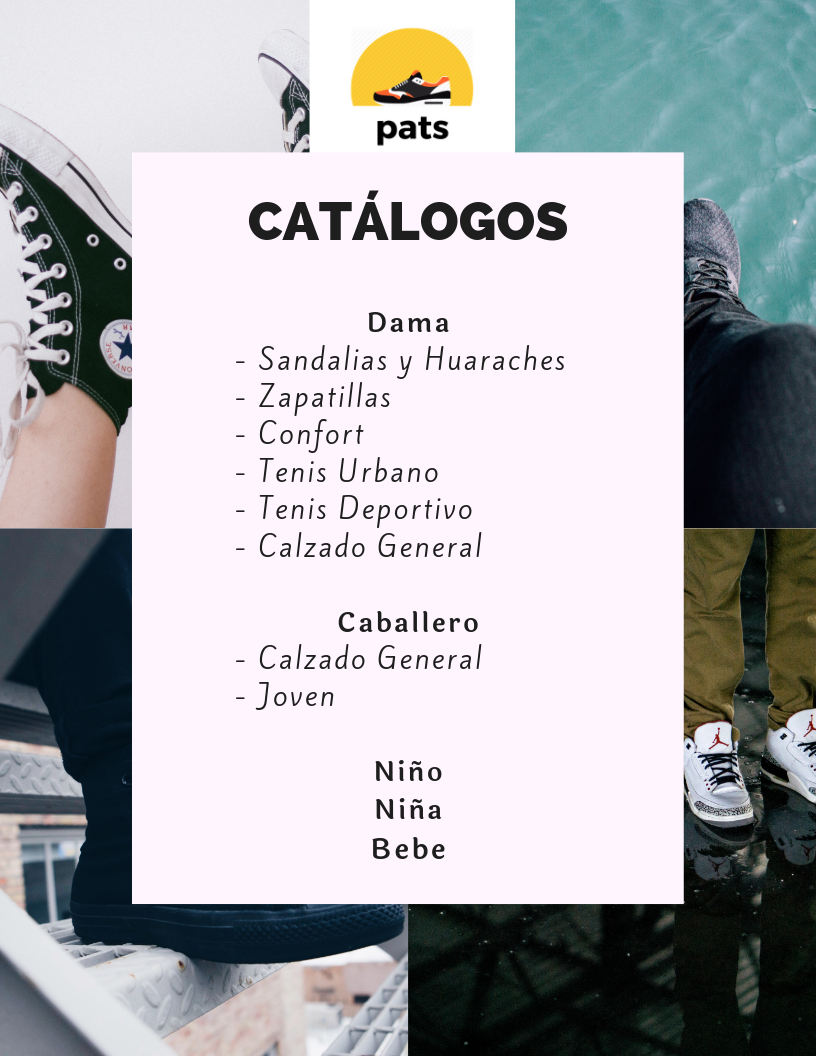 pats
CATÁLOGOS
Dama
- Sandalias y Huaraches
- Zapatillas
- Confort
- Tenis Urbano
- Tenis Deportivo
- Calzado General
Caballero
- Calzado General
- Joven
Niño
Niña
Bebe